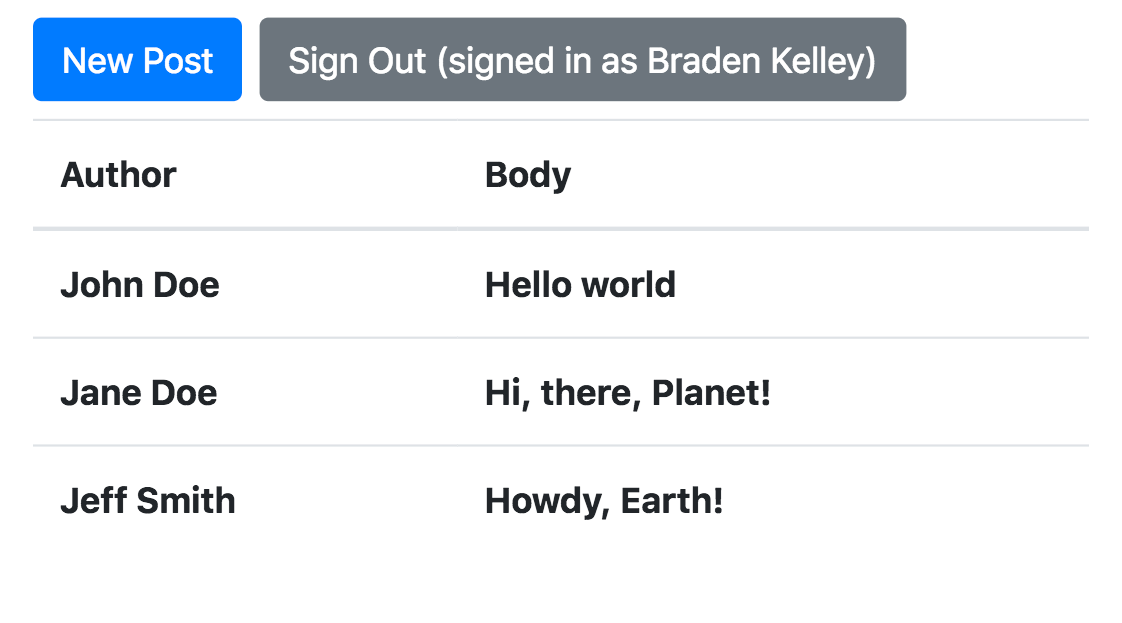 New Post Sign Out (signed in as Braden Kelley)
Author Body
John Doe Hello world
Jane Doe Hi, there, Planet!
Jeff Smith Howdy, Earth!